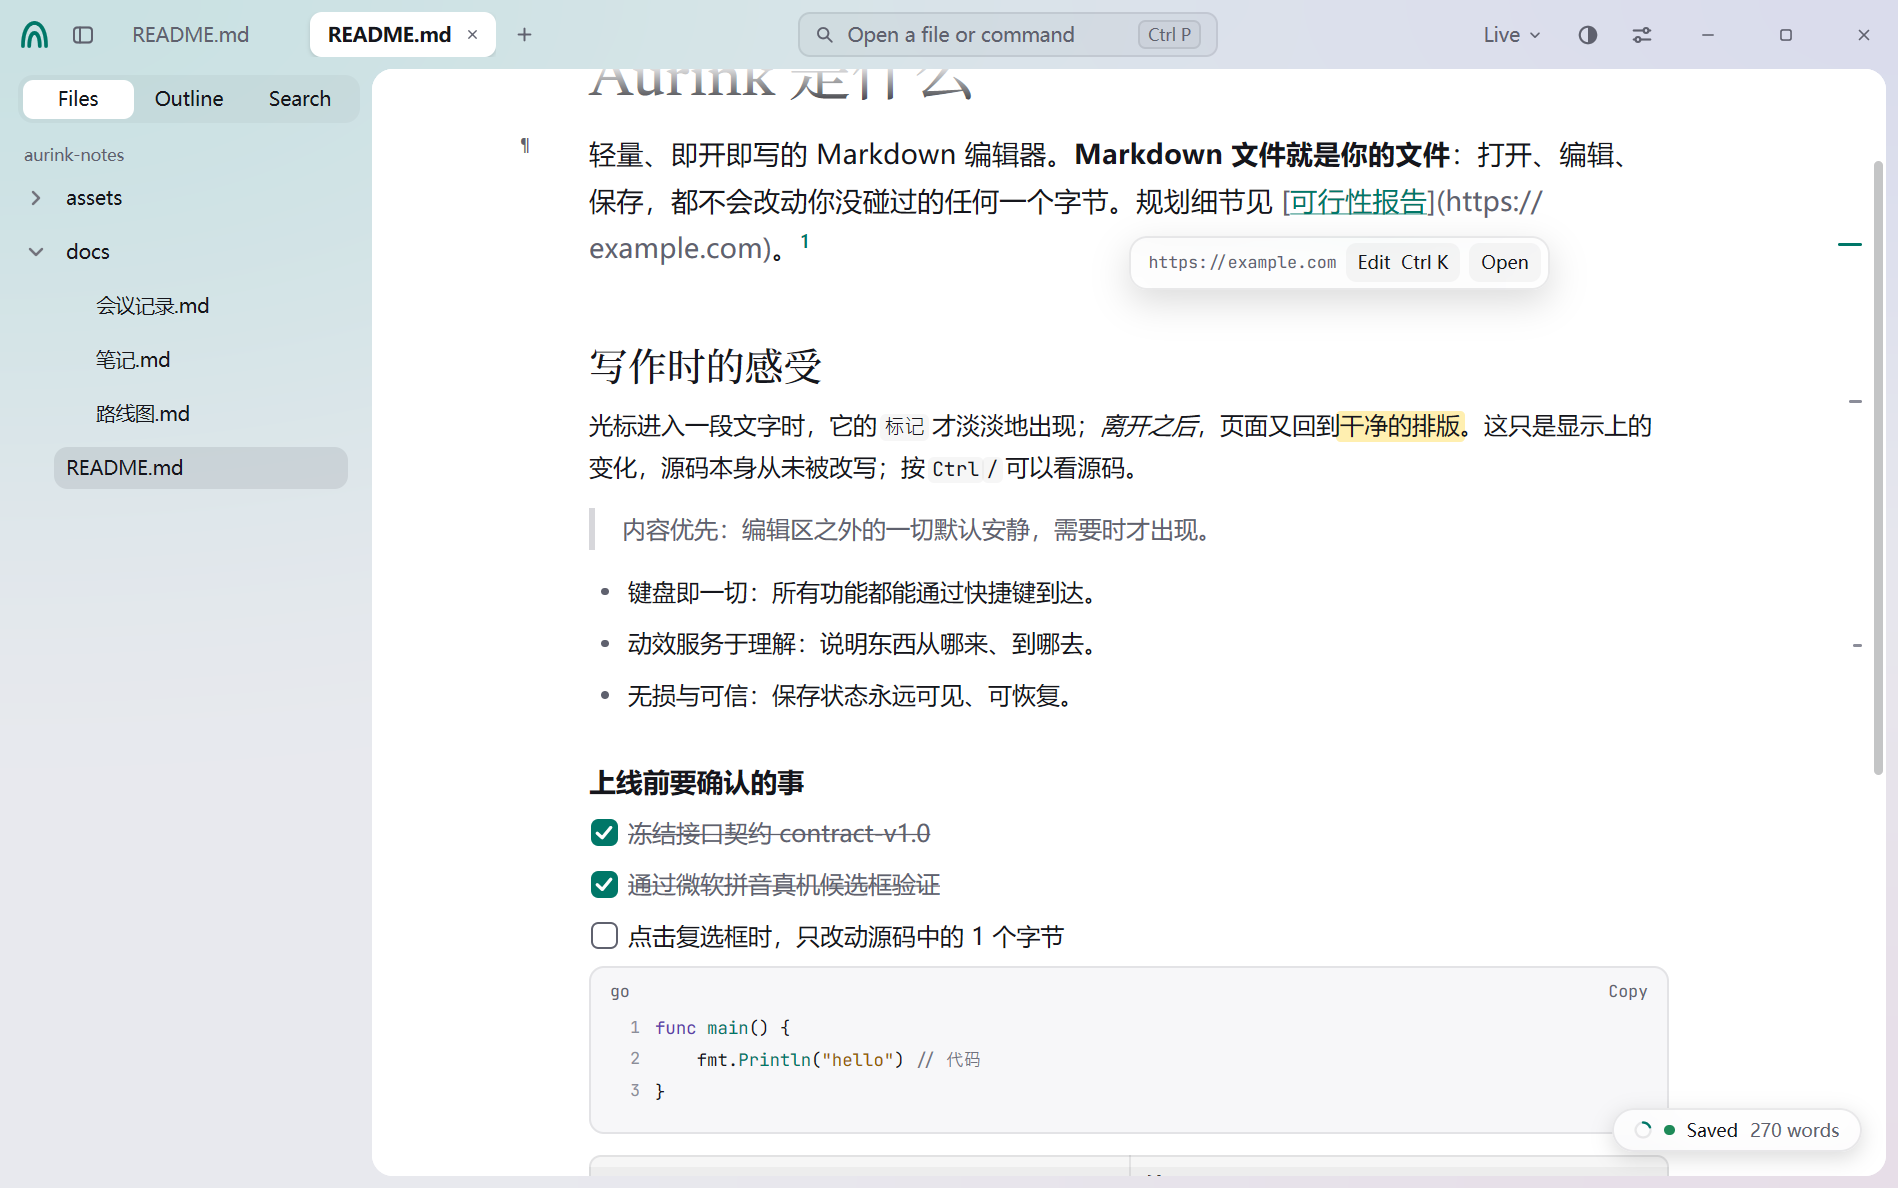 README.md
README.md
Open a file or command
Ctrl P
Live
Files
Outline
Search
aurink-notes
assets
docs
会议记录.md
笔记.md
路线图.md
README.md
Aurink 是什么
¶
轻量、即开即写的 Markdown 编辑器。Markdown 文件就是你的文件：打开、编辑、
保存，都不会改动你没碰过的任何一个字节。规划细节见 [可行性报告](https://
example.com)。1
https://example.com
Edit Ctrl K
Open
写作时的感受
光标进入一段文字时，它的 标记 才淡淡地出现；离开之后，页面又回到干净的排版。这只是显示上的
变化，源码本身从未被改写；按 Ctrl / 可以看源码。
内容优先：编辑区之外的一切默认安静，需要时才出现。
• 键盘即一切：所有功能都能通过快捷键到达。
• 动效服务于理解：说明东西从哪来、到哪去。
• 无损与可信：保存状态永远可见、可恢复。
上线前要确认的事
冻结接口契约 contract-v1.0
通过微软拼音真机候选框验证
点击复选框时，只改动源码中的 1 个字节
go
Copy
1 func main() {
2 fmt.Println("hello") // 代码
3 }
Saved 270 words